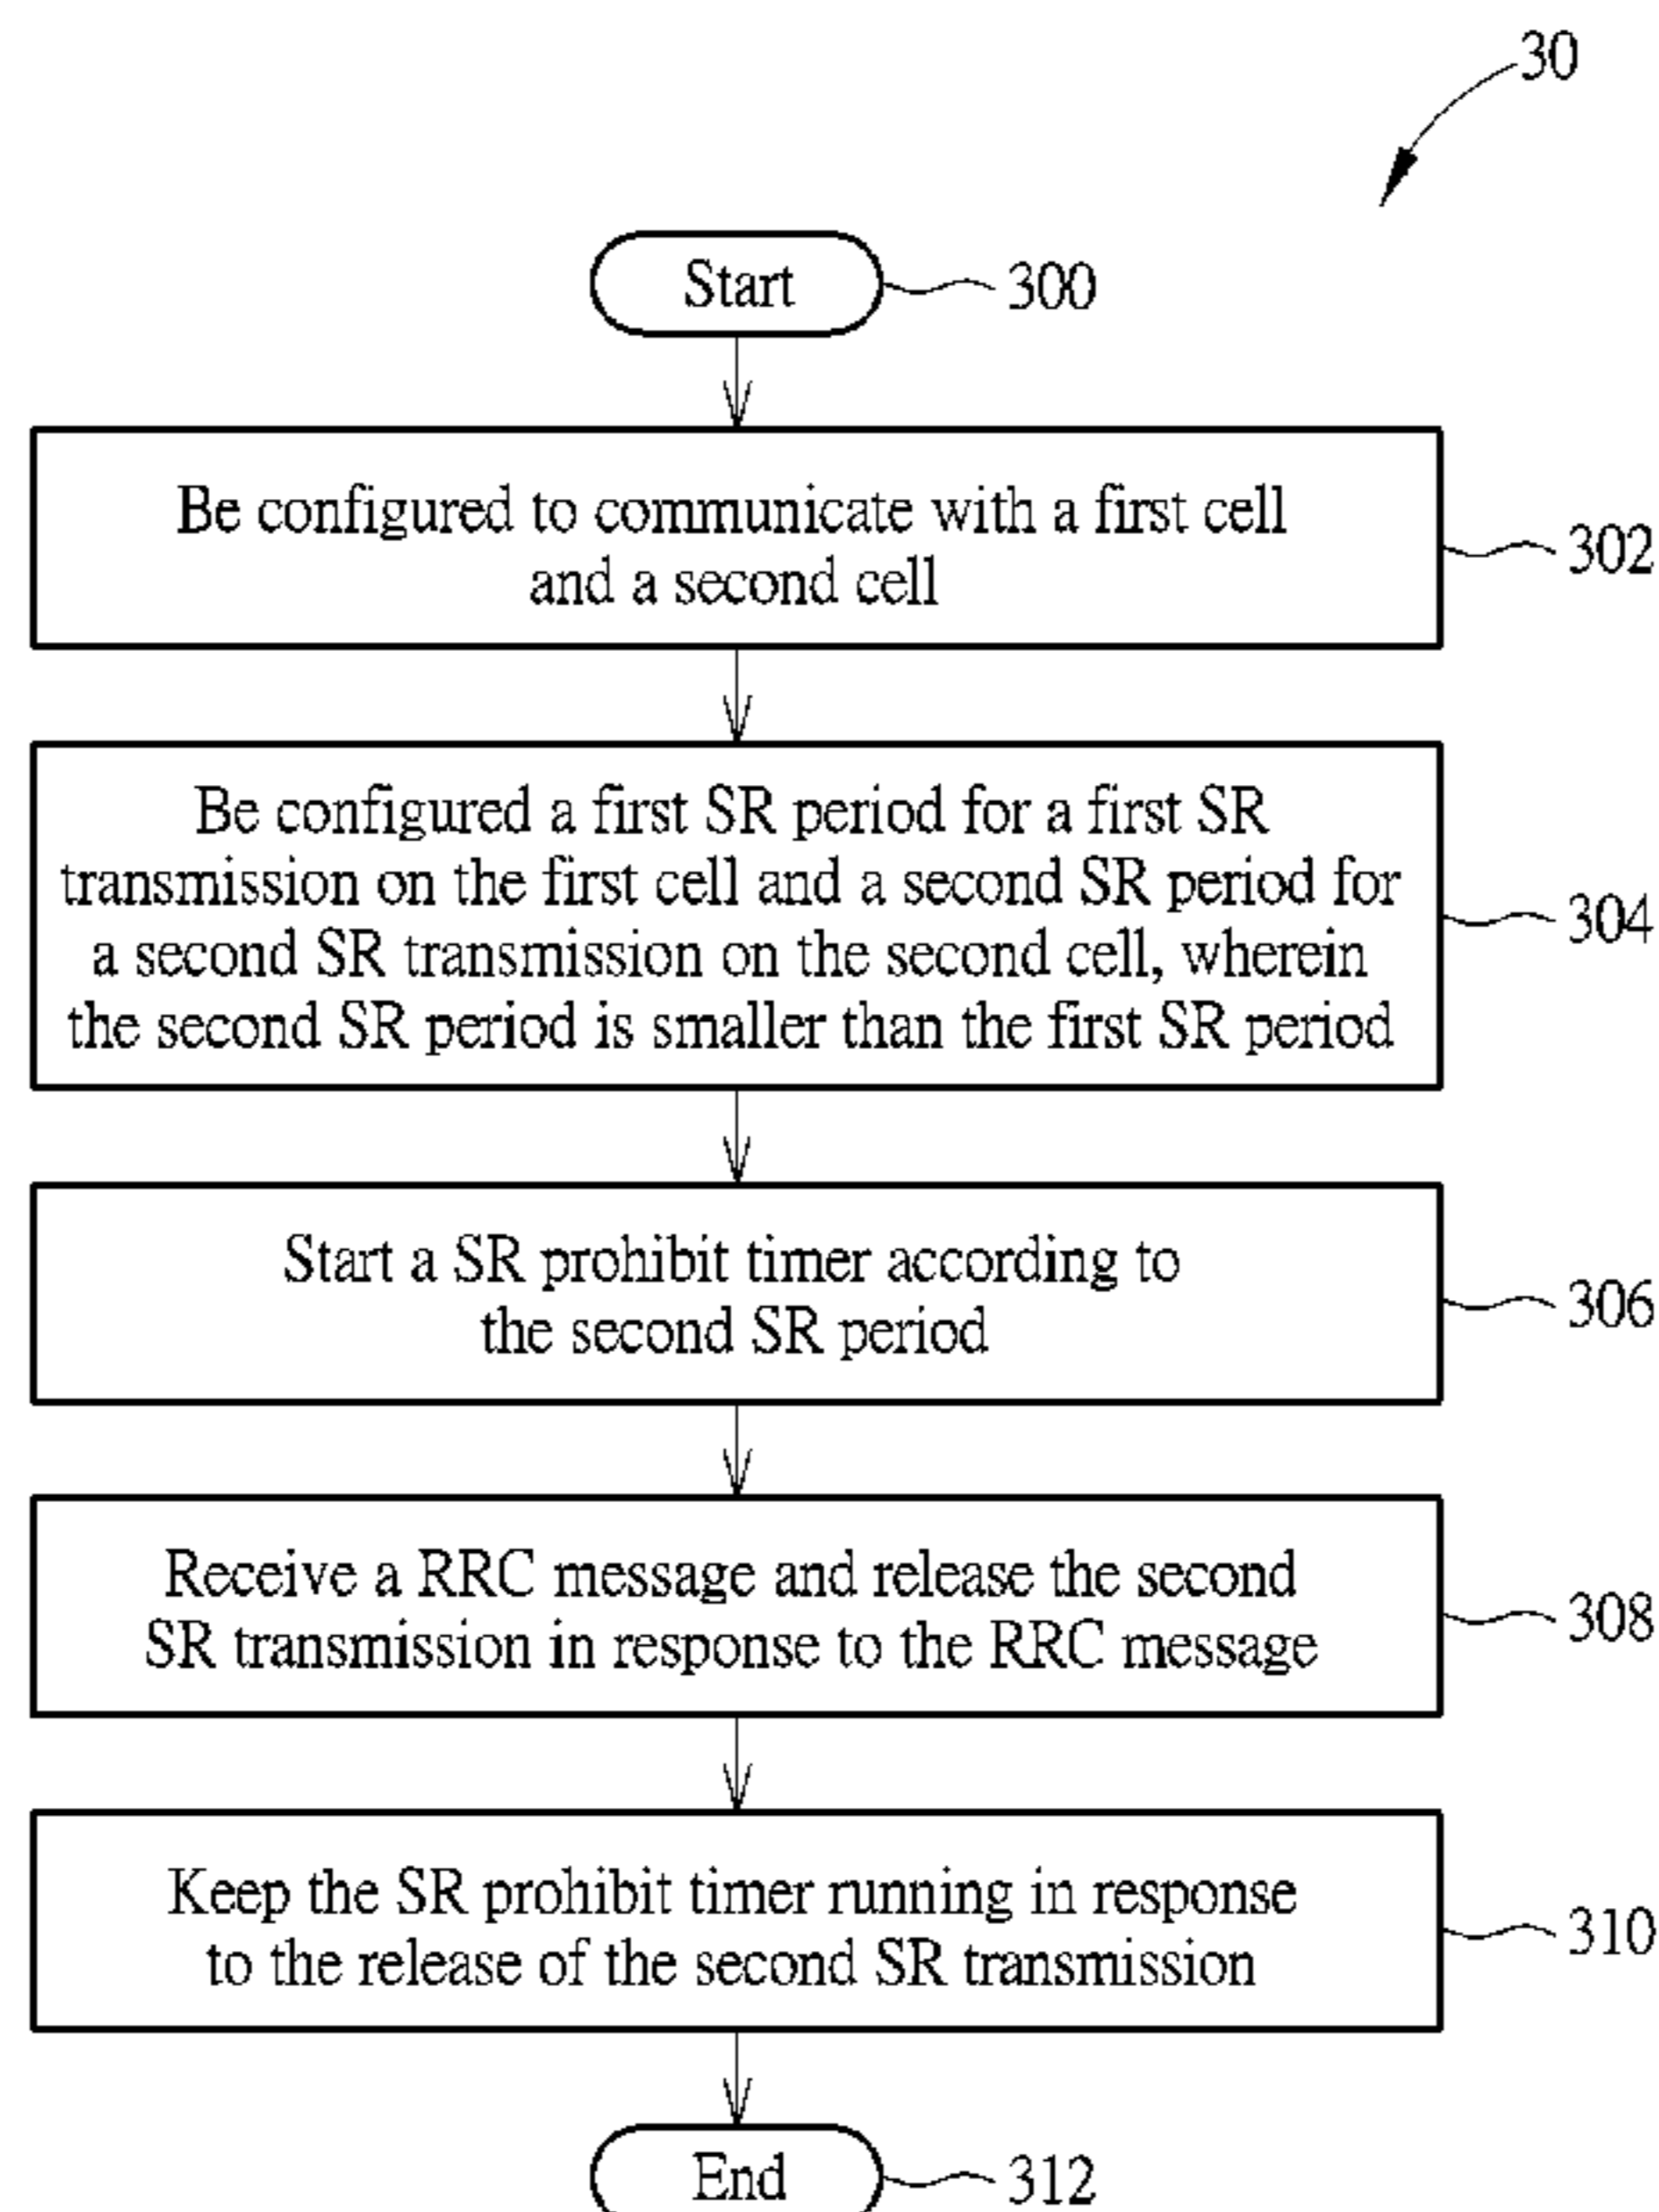 30
Start
300
Be configured to communicate with a first cell
and a second cell
302
Be configured a first SR period for a first SR
transmission on the first cell and a second SR period for
a second SR transmission on the second cell, wherein
the second SR period is smaller than the first SR period
304
Start a SR prohibit timer according to
the second SR period
306
Receive a RRC message and release the second
SR transmission in response to the RRC message
308
Keep the SR prohibit timer running in response
to the release of the second SR transmission
310
End
312